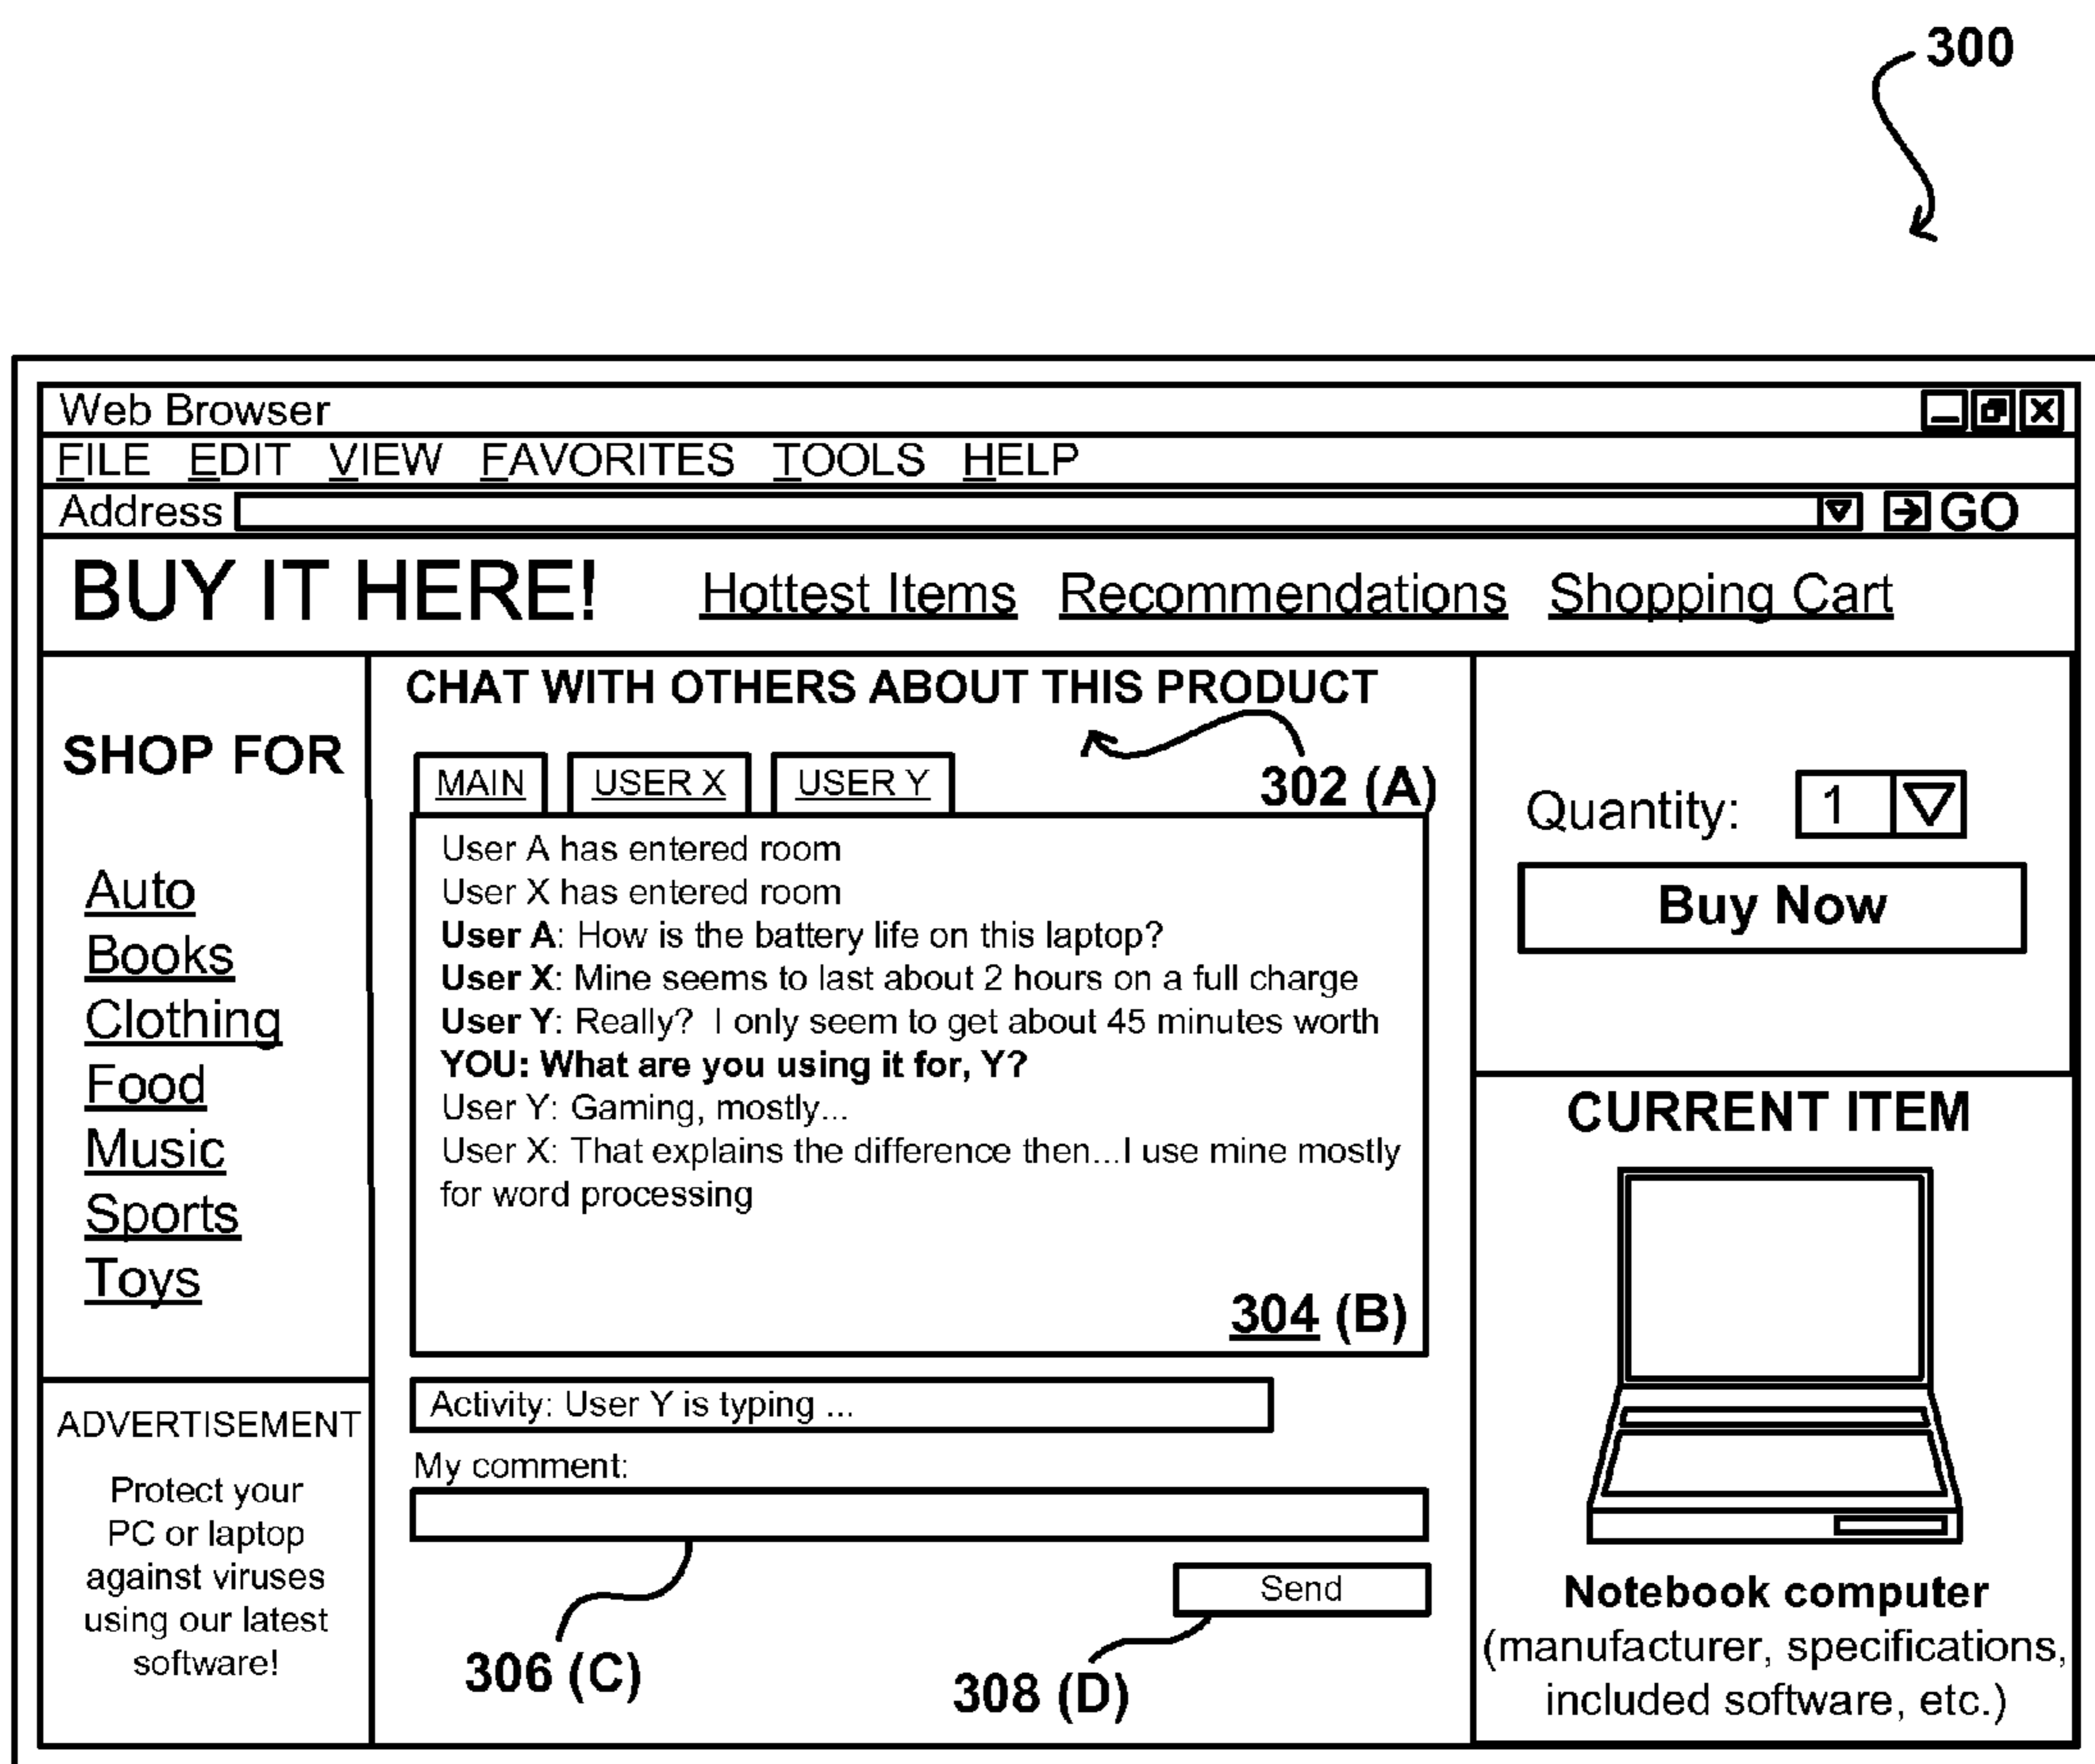 300
Web Browser
FILE EDIT VIEW FAVORITES TOOLS HELP
Address GO
BUY IT HERE! Hottest Items Recommendations Shopping Cart
SHOP FOR
Auto
Books
Clothing
Food
Music
Sports
Toys
ADVERTISEMENT
Protect your
PC or laptop
against viruses
using our latest
software!
CHAT WITH OTHERS ABOUT THIS PRODUCT
302 (A)
MAIN USER X USER Y
User A has entered room
User X has entered room
User A: How is the battery life on this laptop?
User X: Mine seems to last about 2 hours on a full charge
User Y: Really? I only seem to get about 45 minutes worth
YOU: What are you using it for, Y?
User Y: Gaming, mostly...
User X: That explains the difference then...I use mine mostly
for word processing
304 (B)
Activity: User Y is typing ...
My comment:
Send
306 (C)
308 (D)
Quantity: 1
Buy Now
CURRENT ITEM
Notebook computer
(manufacturer, specifications,
included software, etc.)